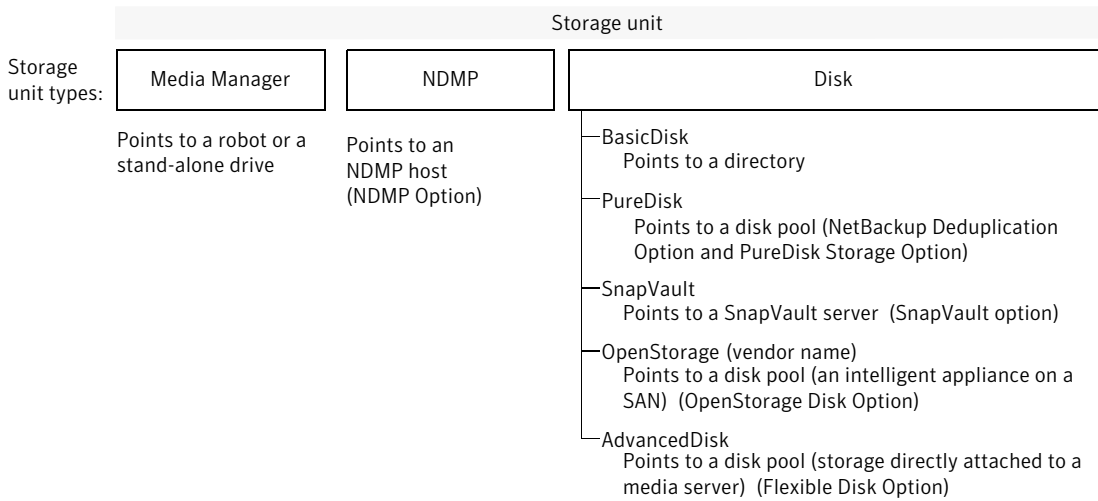 Storage unit
Storage
unit types:
Media Manager
NDMP
Disk
Points to a robot or a
stand-alone drive
Points to an
NDMP host
(NDMP Option)
BasicDisk
Points to a directory
PureDisk
Points to a disk pool (NetBackup Deduplication
Option and PureDisk Storage Option)
SnapVault
Points to a SnapVault server (SnapVault option)
OpenStorage (vendor name)
Points to a disk pool (an intelligent appliance on a
SAN) (OpenStorage Disk Option)
AdvancedDisk
Points to a disk pool (storage directly attached to a
media server) (Flexible Disk Option)